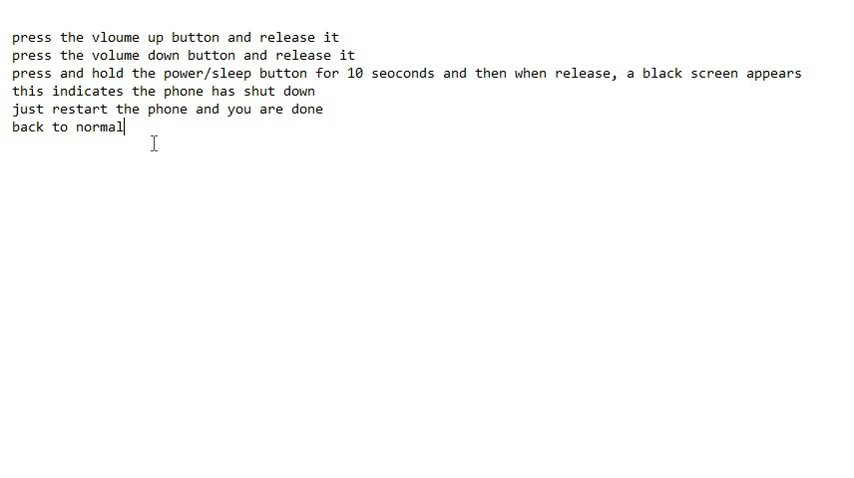 press the vloume up button and release it
press the volume down button and release it
press and hold the power/sleep button for 10 seoconds and then when release, a black screen appears
this indicates the phone has shut down
just restart the phone and you are done
back to normal